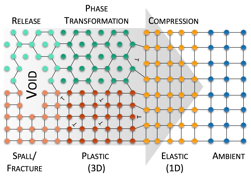 PHASE
RELEASE TRANSFORMATION COMPRESSION
VOID
SPALL/ PLASTIC ELASTIC AMBIENT
FRACTURE (3D) (1D)